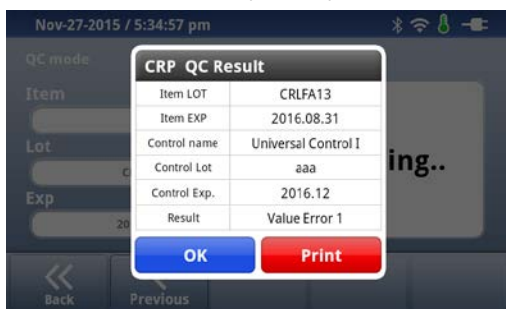 Nov-27-2015 / 5:34:57 pm
QC mode
CRP QC Result
Item
Item LOT CRLFA13
Item EXP 2016.08.31
Control name Universal Control I
Lot
Control Lot aaa
ing..
C
Control Exp. 2016.12
Exp
Result Value Error 1
20
OK Print
Back Previous